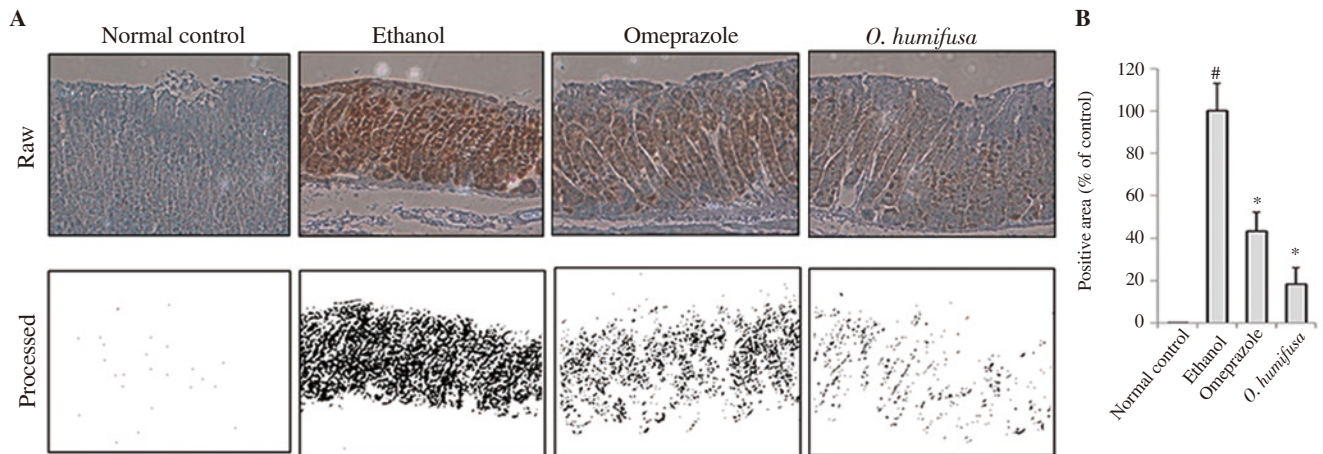 A
Normal control
Ethanol
Omeprazole
O. humifusa
Raw
Processed
B
Positive area (% of control)
120
100
80
60
40
20
0
#
*
*
Normal control
Ethanol
Omeprazole
O. humifusa